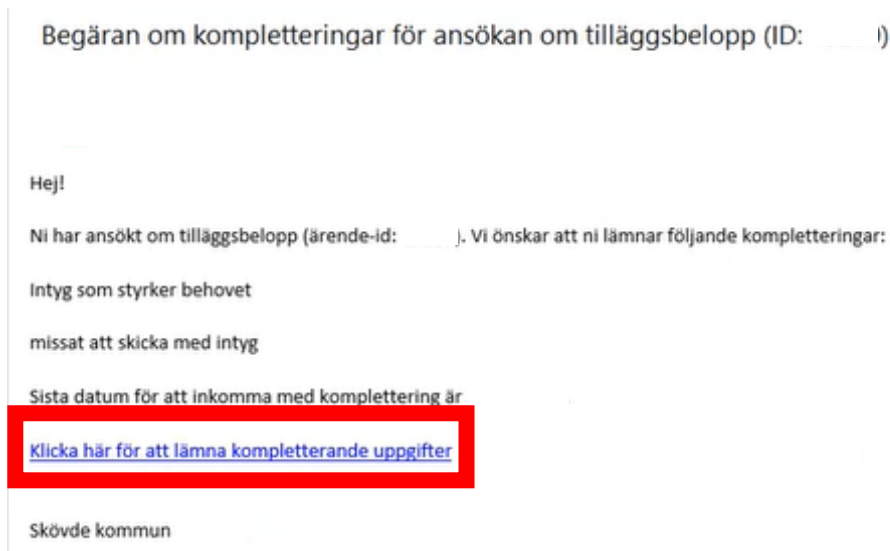 Begäran om kompletteringar för ansökan om tilläggsbelopp (ID: )
Hej!
Ni har ansökt om tilläggsbelopp (ärende-id: ). Vi önskar att ni lämnar följande kompletteringar:
Intyg som styrker behovet
missat att skicka med intyg
Sista datum för att inkomma med komplettering är
Klicka här för att lämna kompletterande uppgifter
Skövde kommun